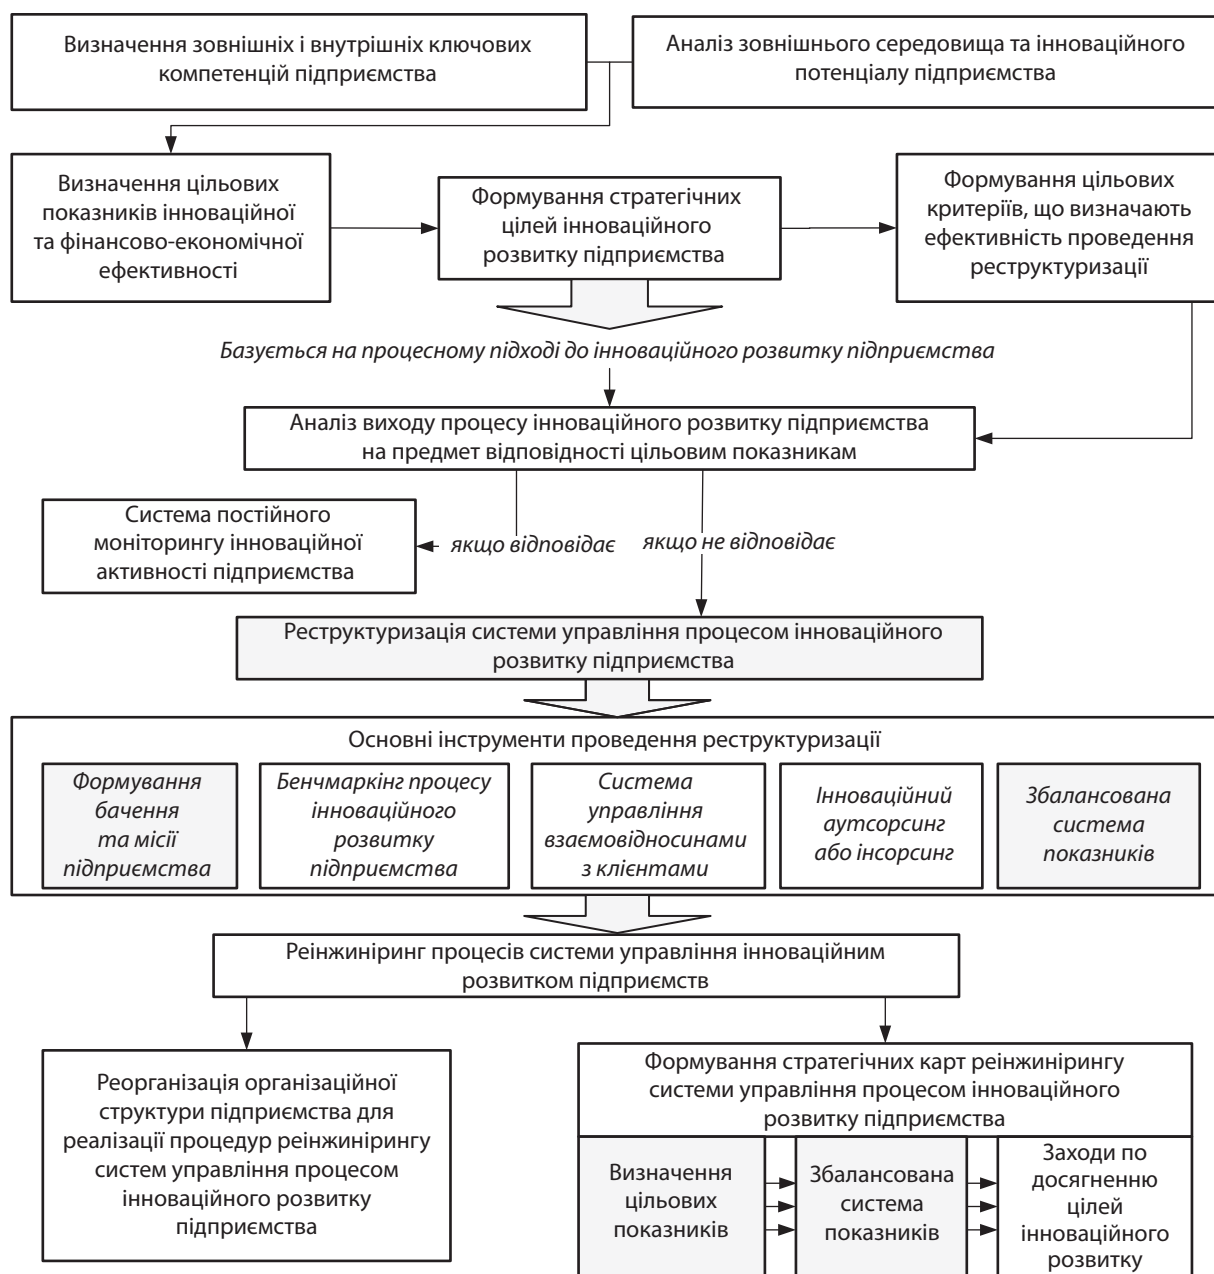 Визначення зовнішніх і внутрішніх ключових
компетенцій підприємства
Аналіз зовнішнього середовища та інноваційного
потенціалу підприємства
Визначення цільових
показників інноваційної
та фінансово-економічної
ефективності
Формування стратегічних
цілей інноваційного
розвитку підприємства
Формування цільових
критеріїв, що визначають
ефективність проведення
реструктуризації
Базується на процесному підході до інноваційного розвитку підприємства
Аналіз виходу процесу інноваційного розвитку підприємства
на предмет відповідності цільовим показникам
Система постійного
моніторингу інноваційної
активності підприємства
якщо відповідає
якщо не відповідає
Реструктуризація системи управління процесом інноваційного
розвитку підприємства
Основні інструменти проведення реструктуризації
Формування
бачення
та місії
підприємства
Бенчмаркінг процесу
інноваційного
розвитку
підприємства
Система
управління
взаємовідносинами
з клієнтами
Інноваційний
аутсорсинг
або інсорсинг
Збалансована
система
показників
Реінжиніринг процесів системи управління інноваційним
розвитком підприємств
Реорганізація організаційної
структури підприємства для
реалізації процедур реінжинірингу
систем управління процесом
інноваційного розвитку
підприємства
Формування стратегічних карт реінжинірингу
системи управління процесом інноваційного
розвитку підприємства
Визначення
цільових
показників
Збалансована
система
показників
Заходи по
досягненню
цілей
інноваційного
розвитку